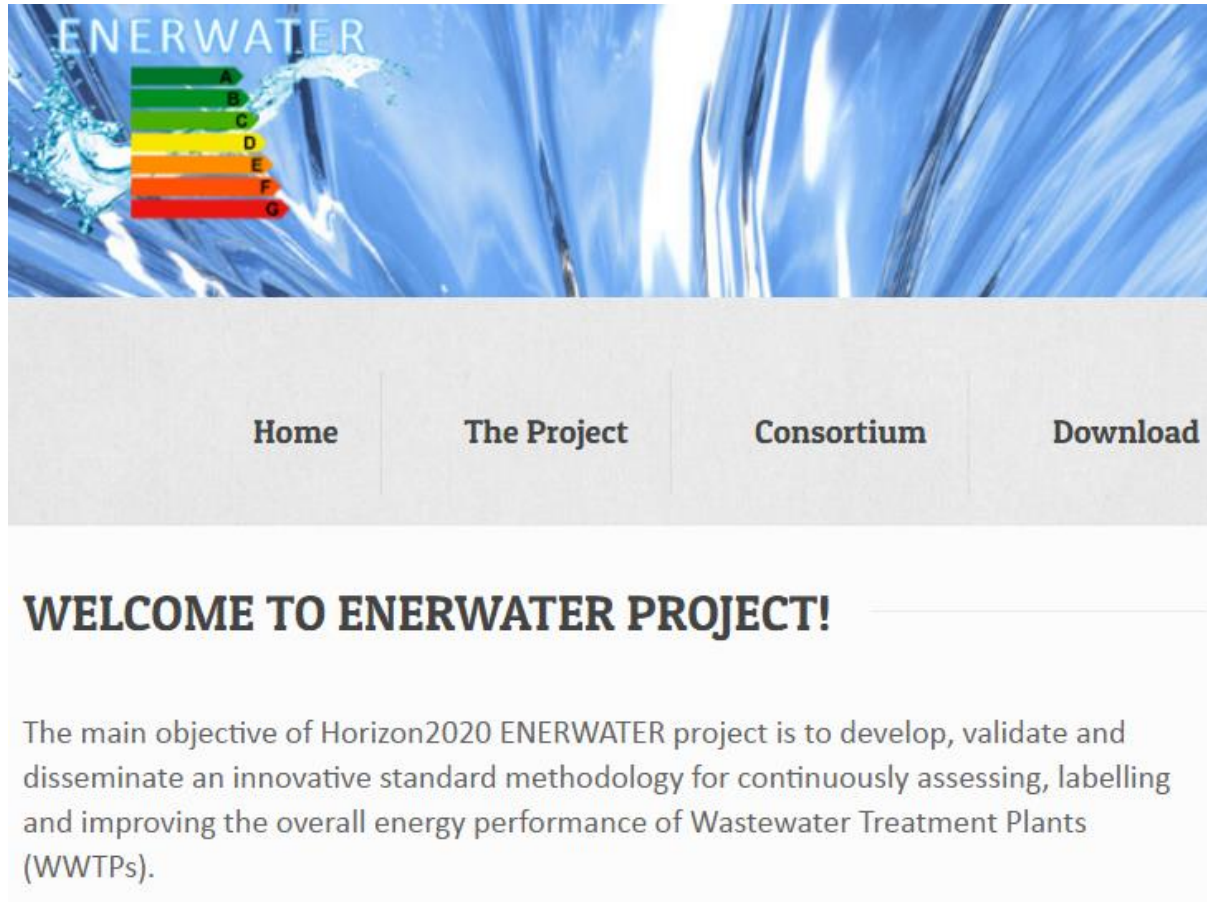 ENERWATER
A
B
C
D
E
F
G
Home
The Project
Consortium
Download
WELCOME TO ENERWATER PROJECT!
The main objective of Horizon2020 ENERWATER project is to develop, validate and
disseminate an innovative standard methodology for continuously assessing, labelling
and improving the overall energy performance of Wastewater Treatment Plants
(WWTPs).